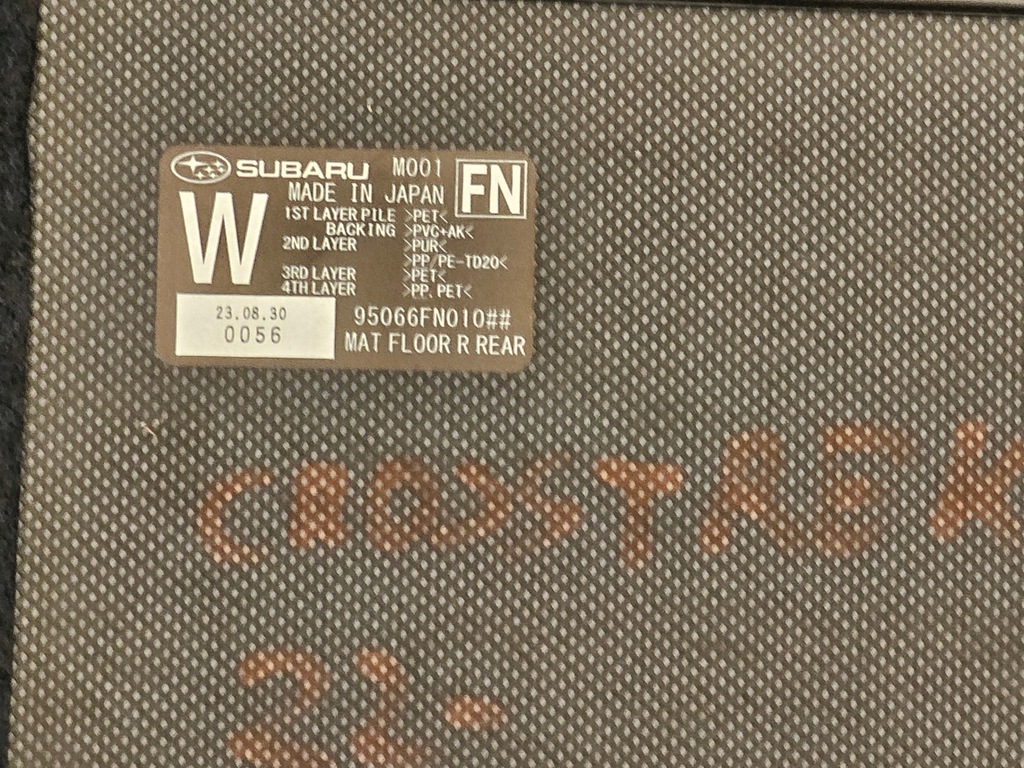 SUBARU M001 FN
MADE IN JAPAN
W
1ST LAYER PILE >PET<
BACKING >PVC+AK<
2ND LAYER >PUR<
>PP/PE-TD20<
3RD LAYER >PET<
4TH LAYER >PP. PET<
23.08.30
0056
95066FN010##
MAT FLOOR R REAR
CROSSTREK
22-